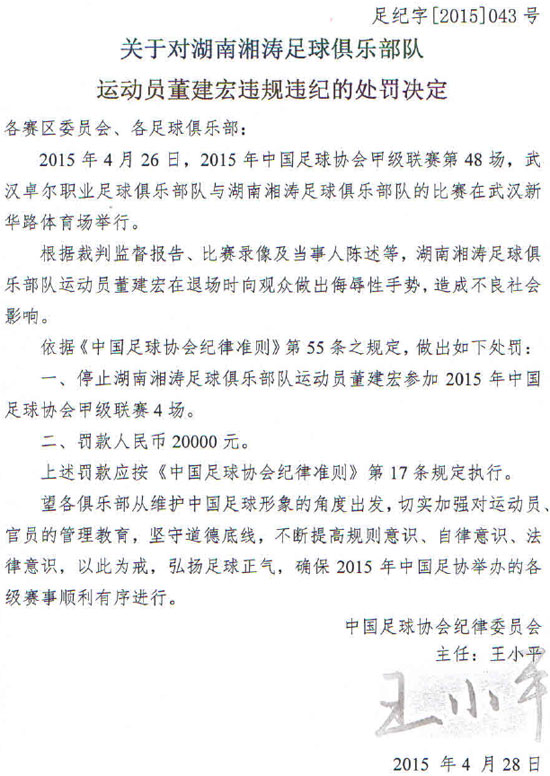 足纪字[2015]043 号
关于对湖南湘涛足球俱乐部队
运动员董建宏违规违纪的处罚决定
各赛区委员会、各足球俱乐部：
2015 年 4 月 26 日，2015 年中国足球协会甲级联赛第 48 场，武
汉卓尔职业足球俱乐部队与湖南湘涛足球俱乐部队的比赛在武汉新
华路体育场举行。
根据裁判监督报告、比赛录像及当事人陈述等，湖南湘涛足球俱
乐部队运动员董建宏在退场时向观众做出侮辱性手势，造成不良社会
影响。
依据《中国足球协会纪律准则》第 55 条之规定，做出如下处罚：
一、停止湖南湘涛足球俱乐部队运动员董建宏参加 2015 年中国
足球协会甲级联赛 4 场。
二、罚款人民币 20000 元。
上述罚款应按《中国足球协会纪律准则》第 17 条规定执行。
望各俱乐部从维护中国足球形象的角度出发，切实加强对运动员、
官员的管理教育，坚守道德底线，不断提高规则意识、自律意识、法
律意识，以此为戒，弘扬足球正气，确保 2015 年中国足协举办的各
级赛事顺利有序进行。
中国足球协会纪律委员会
主任：王小平
王小平
2015 年 4 月 28 日